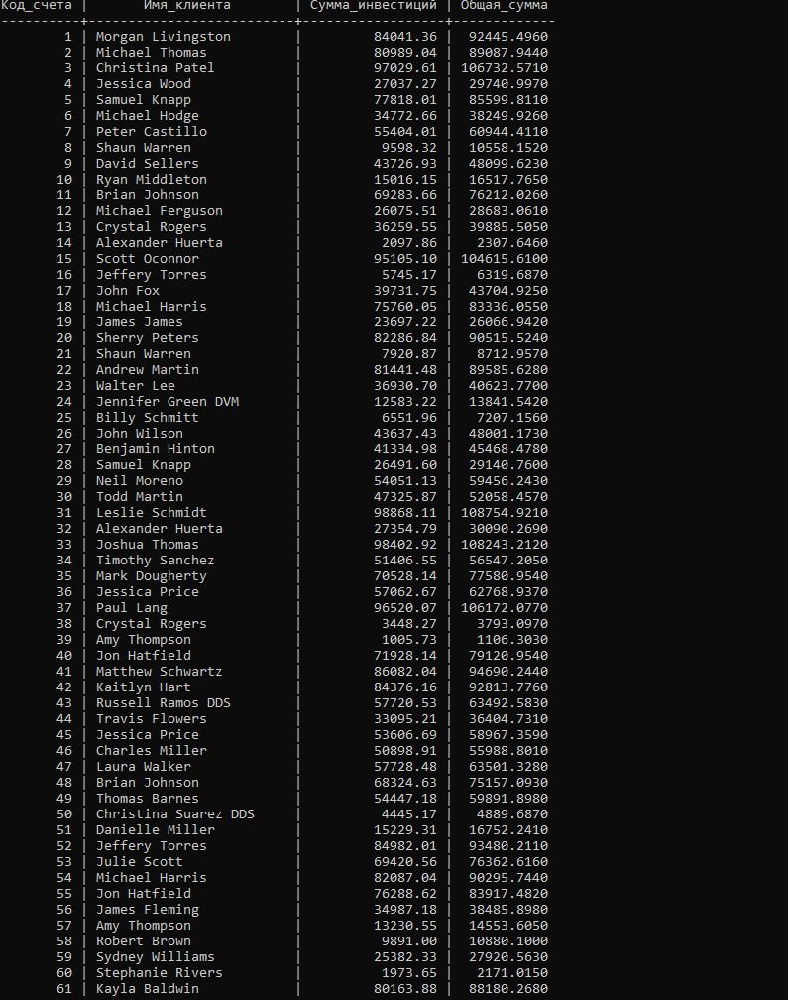 Код_счета | Имя_клиента | Сумма_инвестиций | Общая_сумма
-----------+--------------------------+------------------+-------------
1 | Morgan Livingston | 84041.36 | 92445.4960
2 | Michael Thomas | 80989.04 | 89087.9440
3 | Christina Patel | 97029.61 | 106732.5710
4 | Jessica Wood | 27037.27 | 29740.9970
5 | Samuel Knapp | 77818.01 | 85599.8110
6 | Michael Hodge | 34772.66 | 38249.9260
7 | Peter Castillo | 55404.01 | 60944.4110
8 | Shaun Warren | 9598.32 | 10558.1520
9 | David Sellers | 43726.93 | 48099.6230
10 | Ryan Middleton | 15016.15 | 16517.7650
11 | Brian Johnson | 69283.66 | 76212.0260
12 | Michael Ferguson | 26075.51 | 28683.0610
13 | Crystal Rogers | 36259.55 | 39885.5050
14 | Alexander Huerta | 2097.86 | 2307.6460
15 | Scott Oconnor | 95105.10 | 104615.6100
16 | Jeffery Torres | 5745.17 | 6319.6870
17 | John Fox | 39731.75 | 43704.9250
18 | Michael Harris | 75760.05 | 83336.0550
19 | James James | 23697.22 | 26066.9420
20 | Sherry Peters | 82286.84 | 90515.5240
21 | Shaun Warren | 7920.87 | 8712.9570
22 | Andrew Martin | 81441.48 | 89585.6280
23 | Walter Lee | 36930.70 | 40623.7700
24 | Jennifer Green DVM | 12583.22 | 13841.5420
25 | Billy Schmitt | 6551.96 | 7207.1560
26 | John Wilson | 43637.43 | 48001.1730
27 | Benjamin Hinton | 41334.98 | 45468.4780
28 | Samuel Knapp | 26491.60 | 29140.7600
29 | Neil Moreno | 54051.13 | 59456.2430
30 | Todd Martin | 47325.87 | 52058.4570
31 | Leslie Schmidt | 98868.11 | 108754.9210
32 | Alexander Huerta | 27354.79 | 30090.2690
33 | Joshua Thomas | 98402.92 | 108243.2120
34 | Timothy Sanchez | 51406.55 | 56547.2050
35 | Mark Dougherty | 70528.14 | 77580.9540
36 | Jessica Price | 57062.67 | 62768.9370
37 | Paul Lang | 96520.07 | 106172.0770
38 | Crystal Rogers | 3448.27 | 3793.0970
39 | Amy Thompson | 1005.73 | 1106.3030
40 | Jon Hatfield | 71928.14 | 79120.9540
41 | Matthew Schwartz | 86082.04 | 94690.2440
42 | Kaitlyn Hart | 84376.16 | 92813.7760
43 | Russell Ramos DDS | 57720.53 | 63492.5830
44 | Travis Flowers | 33095.21 | 36404.7310
45 | Jessica Price | 53606.69 | 58967.3590
46 | Charles Miller | 50898.91 | 55988.8010
47 | Laura Walker | 57728.48 | 63501.3280
48 | Brian Johnson | 68324.63 | 75157.0930
49 | Thomas Barnes | 54447.18 | 59891.8980
50 | Christina Suarez DDS | 4445.17 | 4889.6870
51 | Danielle Miller | 15229.31 | 16752.2410
52 | Jeffery Torres | 84982.01 | 93480.2110
53 | Julie Scott | 69420.56 | 76362.6160
54 | Michael Harris | 82087.04 | 90295.7440
55 | Jon Hatfield | 76288.62 | 83917.4820
56 | James Fleming | 34987.18 | 38485.8980
57 | Amy Thompson | 13230.55 | 14553.6050
58 | Robert Brown | 9891.00 | 10880.1000
59 | Sydney Williams | 25382.33 | 27920.5630
60 | Stephanie Rivers | 1973.65 | 2171.0150
61 | Kayla Baldwin | 80163.88 | 88180.2680